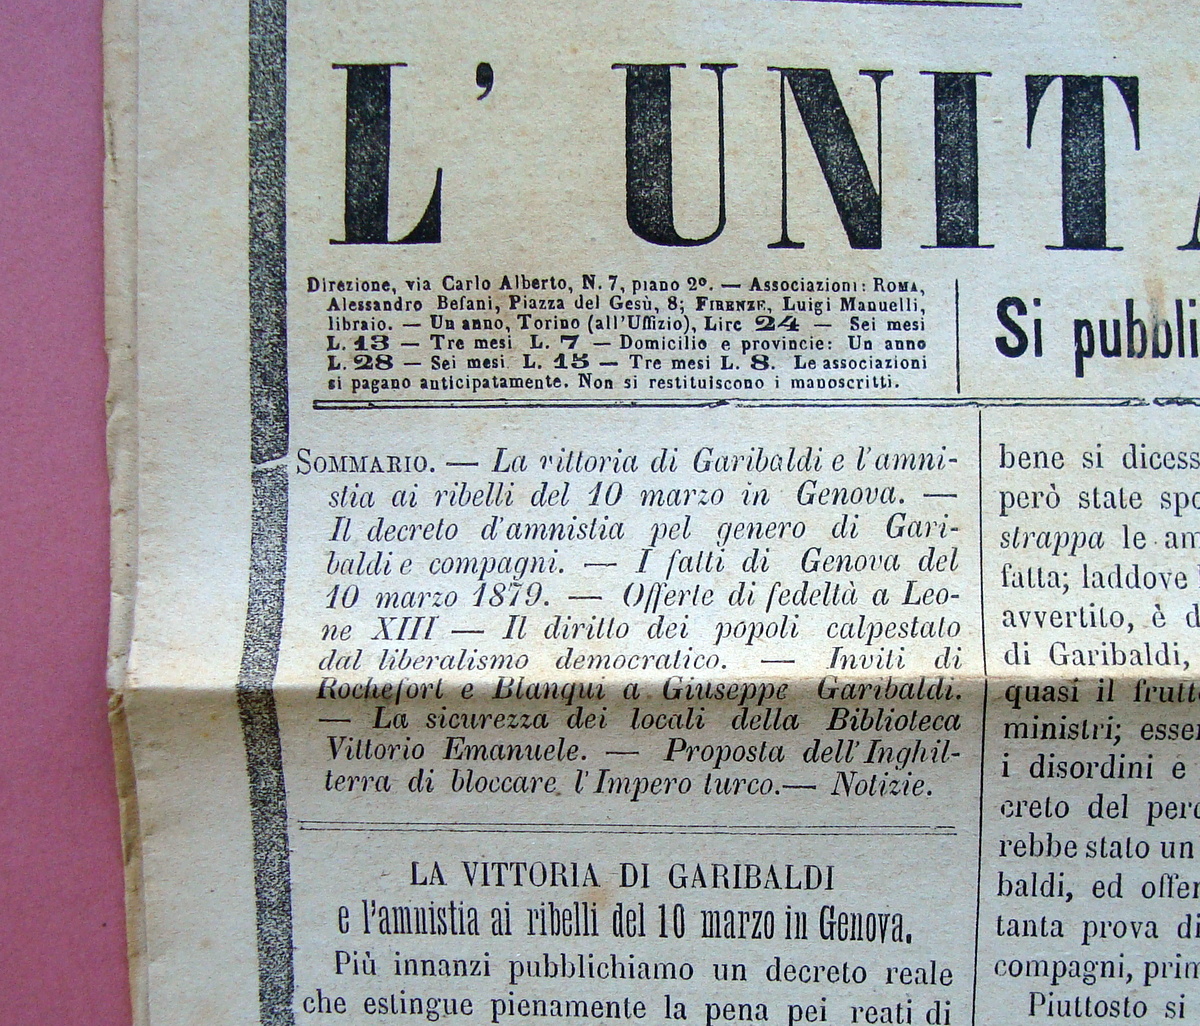 L' UNITA
Direzione, via Carlo Alberto, N. 7, piano 2º. — Associazioni: ROMA,
Alessandro Befani, Piazza del Gesù, 8; FIRENZE, Luigi Manuelli,
libraio. — Un anno, Torino (all'Uffizio), Lire 24 — Sei mesi
L. 13 — Tre mesi L. 7 — Domicilio e provincie: Un anno
L. 28 — Sei mesi L. 15 — Tre mesi L. 8. Le associazioni
si pagano anticipatamente. Non si restituiscono i manoscritti.
Si pubbli
SOMMARIO. — La vittoria di Garibaldi e l'amni-
stia ai ribelli del 10 marzo in Genova. —
Il decreto d'amnistia pel genero di Gari-
baldi e compagni. — I fatti di Genova del
10 marzo 1879. — Offerte di fedeltà a Leo-
ne XIII — Il diritto dei popoli calpestato
dal liberalismo democratico. — Inviti di
Rochefort e Blanqui a Giuseppe Garibaldi.
— La sicurezza dei locali della Biblioteca
Vittorio Emanuele. — Proposta dell'Inghil-
terra di bloccare l'Impero turco. — Notizie.
LA VITTORIA DI GARIBALDI
e l'amnistia ai ribelli del 10 marzo in Genova.
Più innanzi pubblichiamo un decreto reale
che estingue pienamente la pena pei reati di
bene si dicess
però state spo
strappa le am
fatta; laddove
avvertito, è d
di Garibaldi,
quasi il frutto
ministri; esser
i disordini e
creto del perd
rebbe stato un
baldi, ed offer
tanta prova di
compagni, prim
Piuttosto si